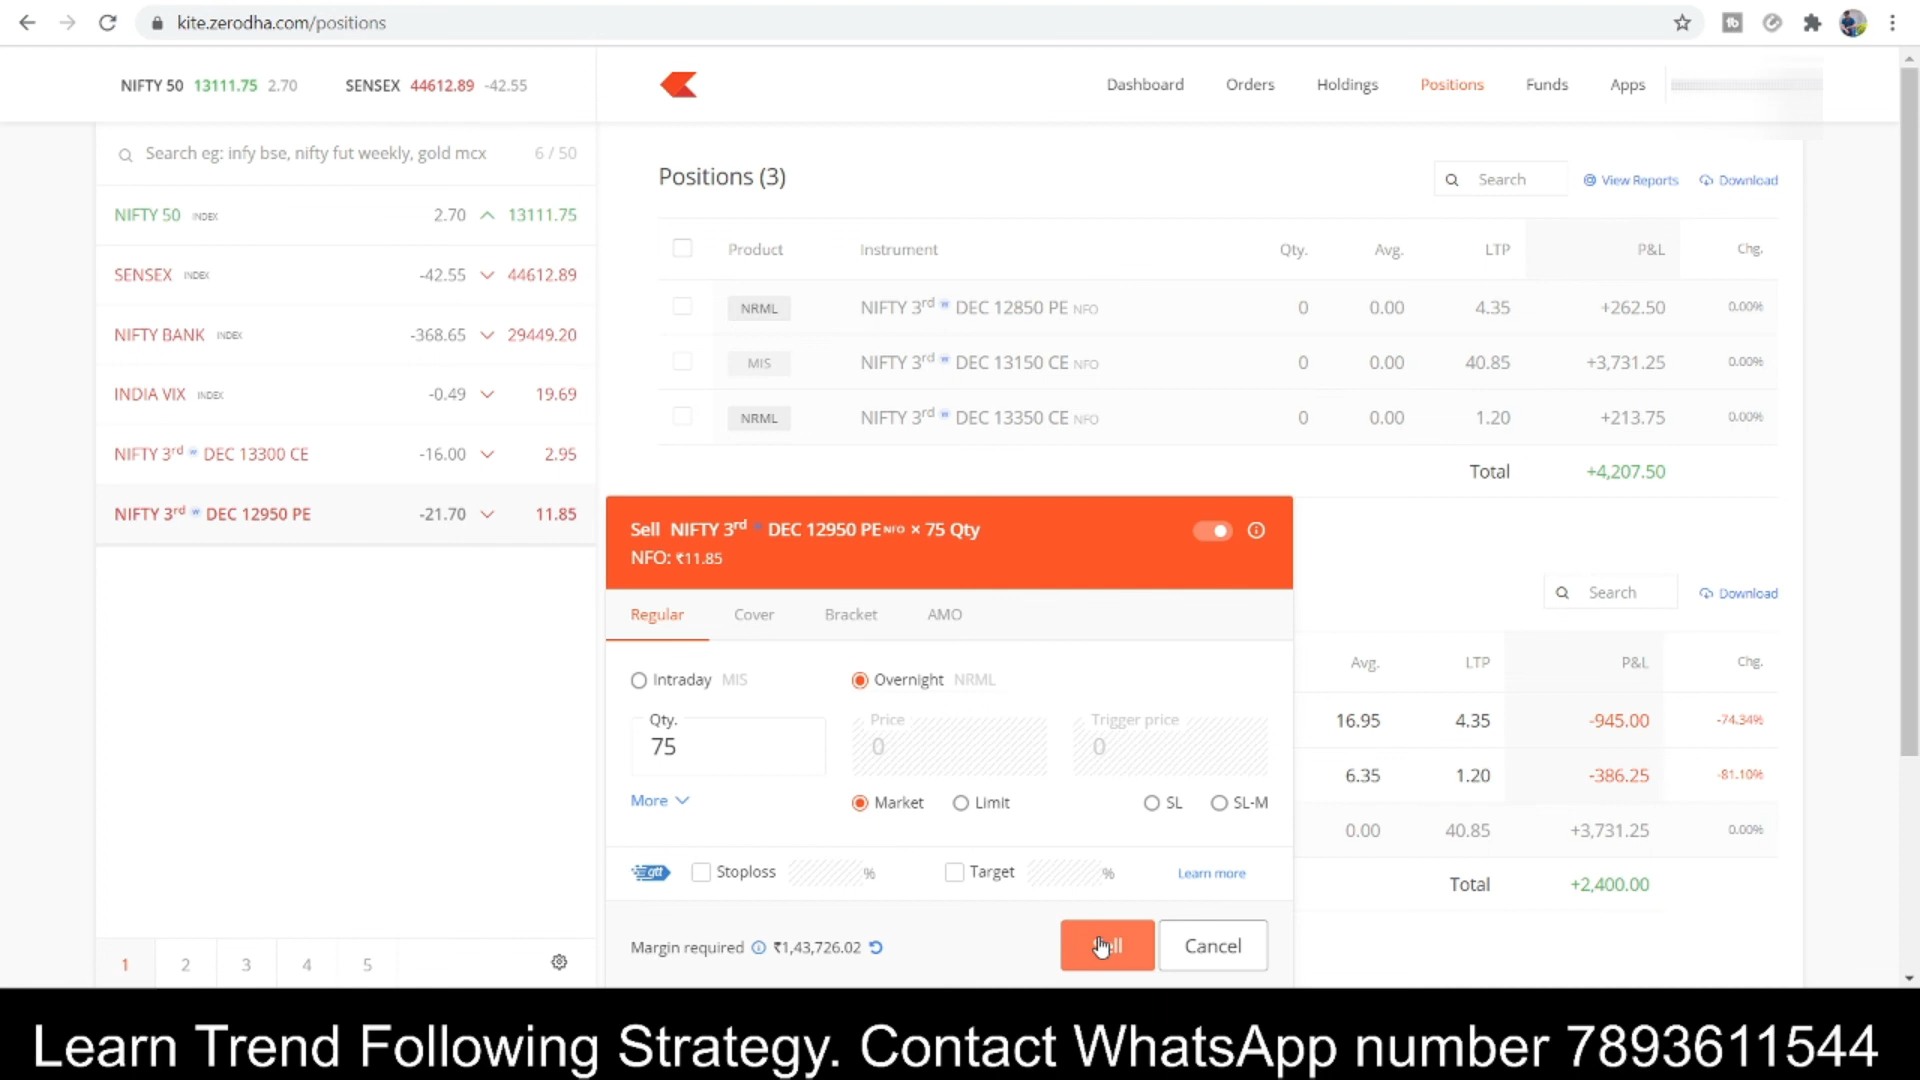 kite.zerodha.com/positions
NIFTY 50 13111.75 2.70 SENSEX 44612.89 -42.55
Dashboard Orders Holdings Positions Funds Apps
Search eg: infy bse, nifty fut weekly, gold mcx 6 / 50
NIFTY 50 INDEX 2.70 13111.75
SENSEX INDEX -42.55 44612.89
NIFTY BANK INDEX -368.65 29449.20
INDIA VIX INDEX -0.49 19.69
NIFTY 3rd w DEC 13300 CE -16.00 2.95
NIFTY 3rd w DEC 12950 PE -21.70 11.85
1 2 3 4 5
Positions (3) Search View Reports Download
Product Instrument Qty. Avg. LTP P&L Chg.
NRML NIFTY 3rd w DEC 12850 PE NFO 0 0.00 4.35 +262.50 0.00%
MIS NIFTY 3rd w DEC 13150 CE NFO 0 0.00 40.85 +3,731.25 0.00%
NRML NIFTY 3rd w DEC 13350 CE NFO 0 0.00 1.20 +213.75 0.00%
Total +4,207.50
Sell NIFTY 3rd DEC 12950 PE NFO × 75 Qty
NFO: ₹11.85
Regular Cover Bracket AMO
Intraday MIS Overnight NRML
Qty. Price Trigger price
75 0 0
More Market Limit SL SL-M
gtt Stoploss % Target % Learn more
Margin required ₹1,43,726.02 Cancel
Search Download
Avg. LTP P&L Chg.
16.95 4.35 -945.00 -74.34%
6.35 1.20 -386.25 -81.10%
0.00 40.85 +3,731.25 0.00%
Total +2,400.00
Learn Trend Following Strategy. Contact WhatsApp number 7893611544